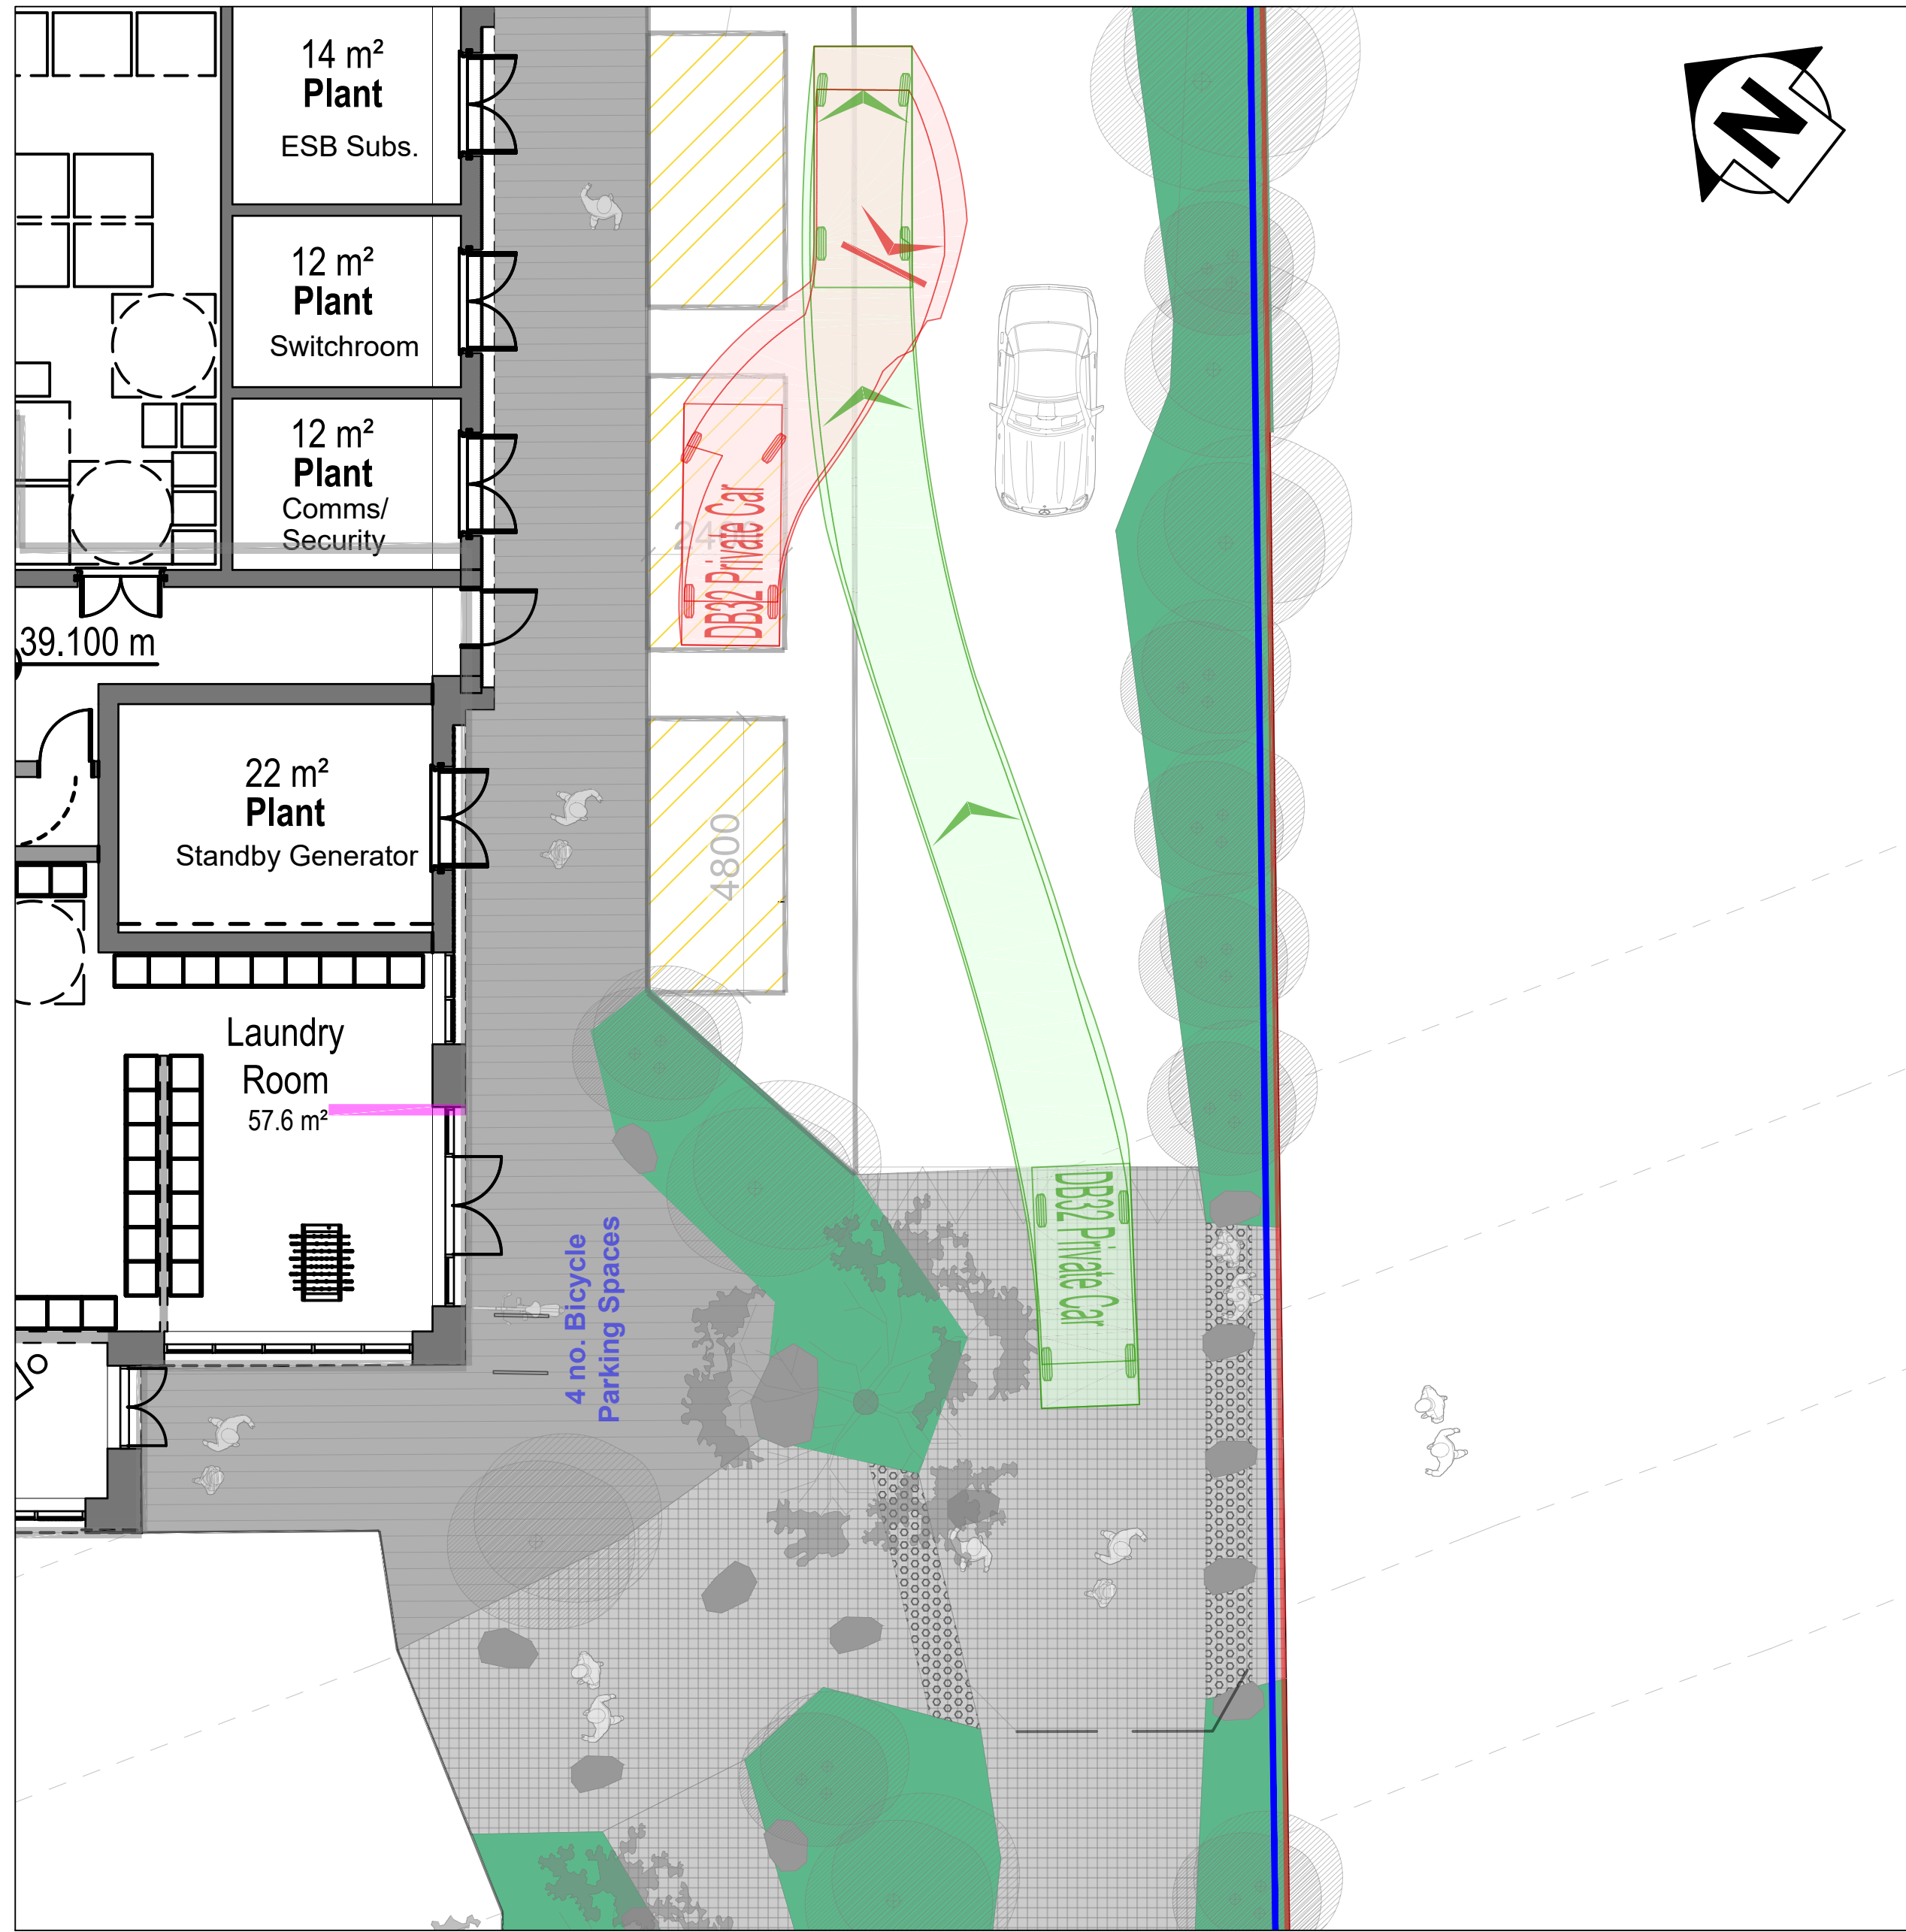 14 m²
Plant
ESB Subs.
12 m²
Plant
Switchroom
12 m²
Plant
Comms/
Security
39.100 m
22 m²
Plant
Standby Generator
Laundry
Room
57.6 m²
4 no. Bicycle
Parking Spaces
2400
4800
DB32 Private Car
DB32 Private Car
N